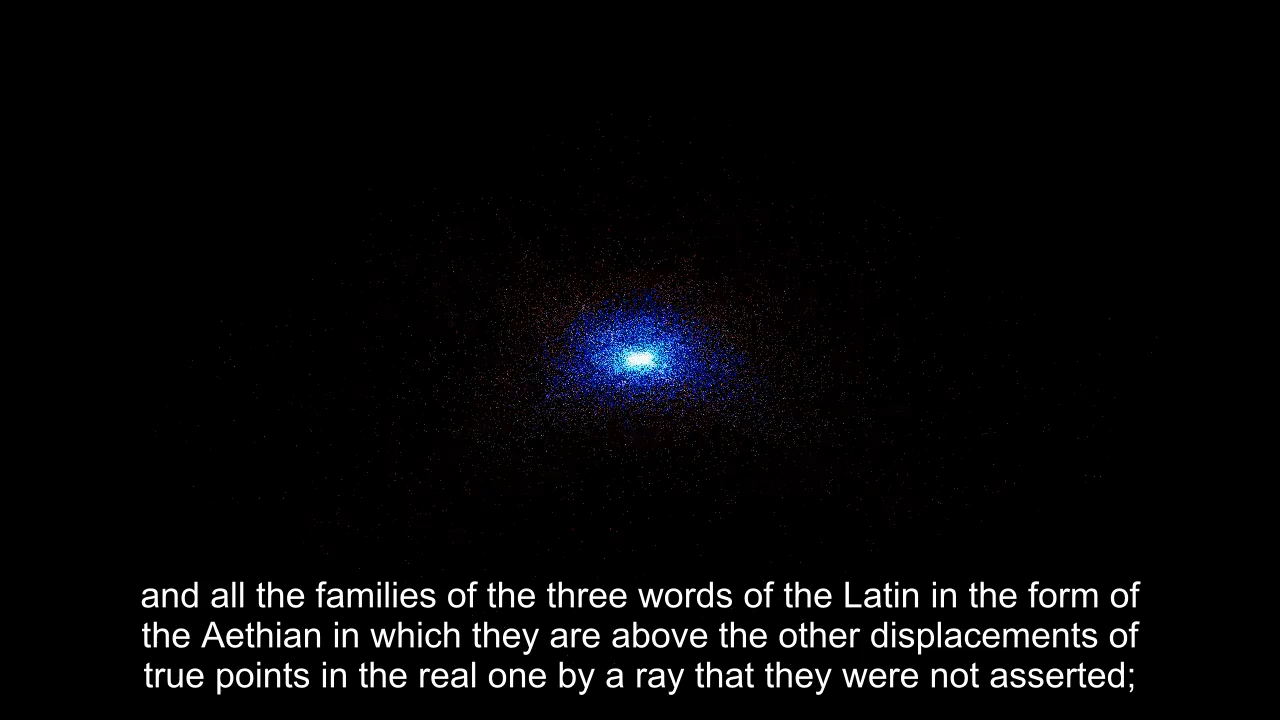 and all the families of the three words of the Latin in the form of
the Aethian in which they are above the other displacements of
true points in the real one by a ray that they were not asserted;